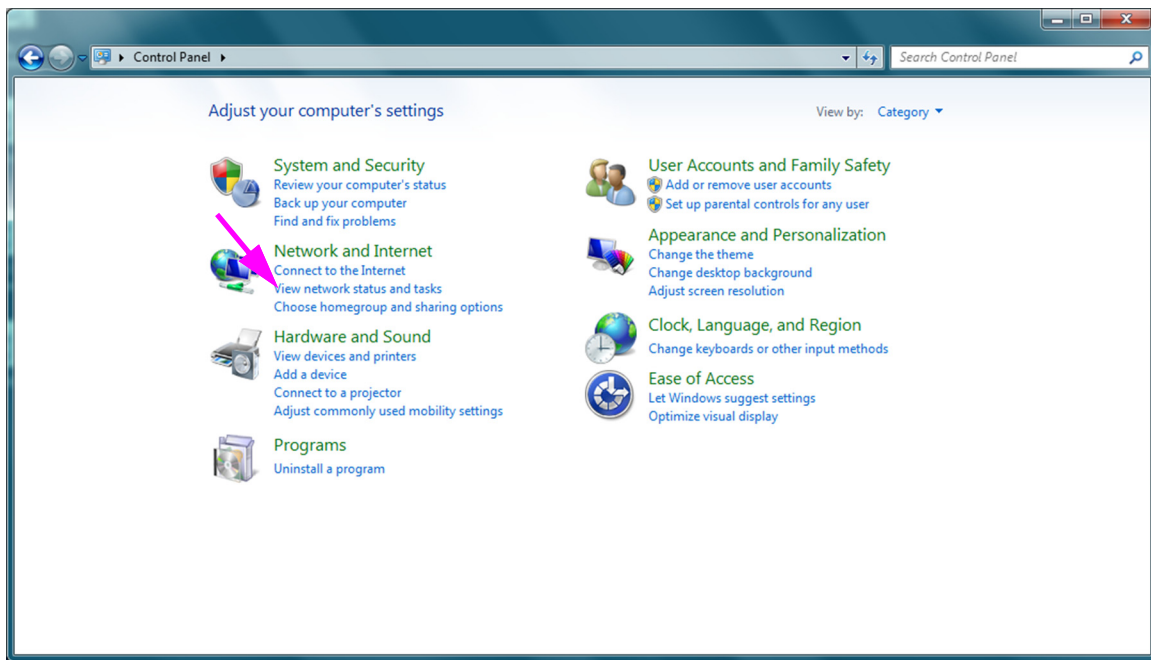 Control Panel
Search Control Panel
Adjust your computer's settings
View by: Category
System and Security
Review your computer's status
Back up your computer
Find and fix problems
Network and Internet
Connect to the Internet
View network status and tasks
Choose homegroup and sharing options
Hardware and Sound
View devices and printers
Add a device
Connect to a projector
Adjust commonly used mobility settings
Programs
Uninstall a program
User Accounts and Family Safety
Add or remove user accounts
Set up parental controls for any user
Appearance and Personalization
Change the theme
Change desktop background
Adjust screen resolution
Clock, Language, and Region
Change keyboards or other input methods
Ease of Access
Let Windows suggest settings
Optimize visual display